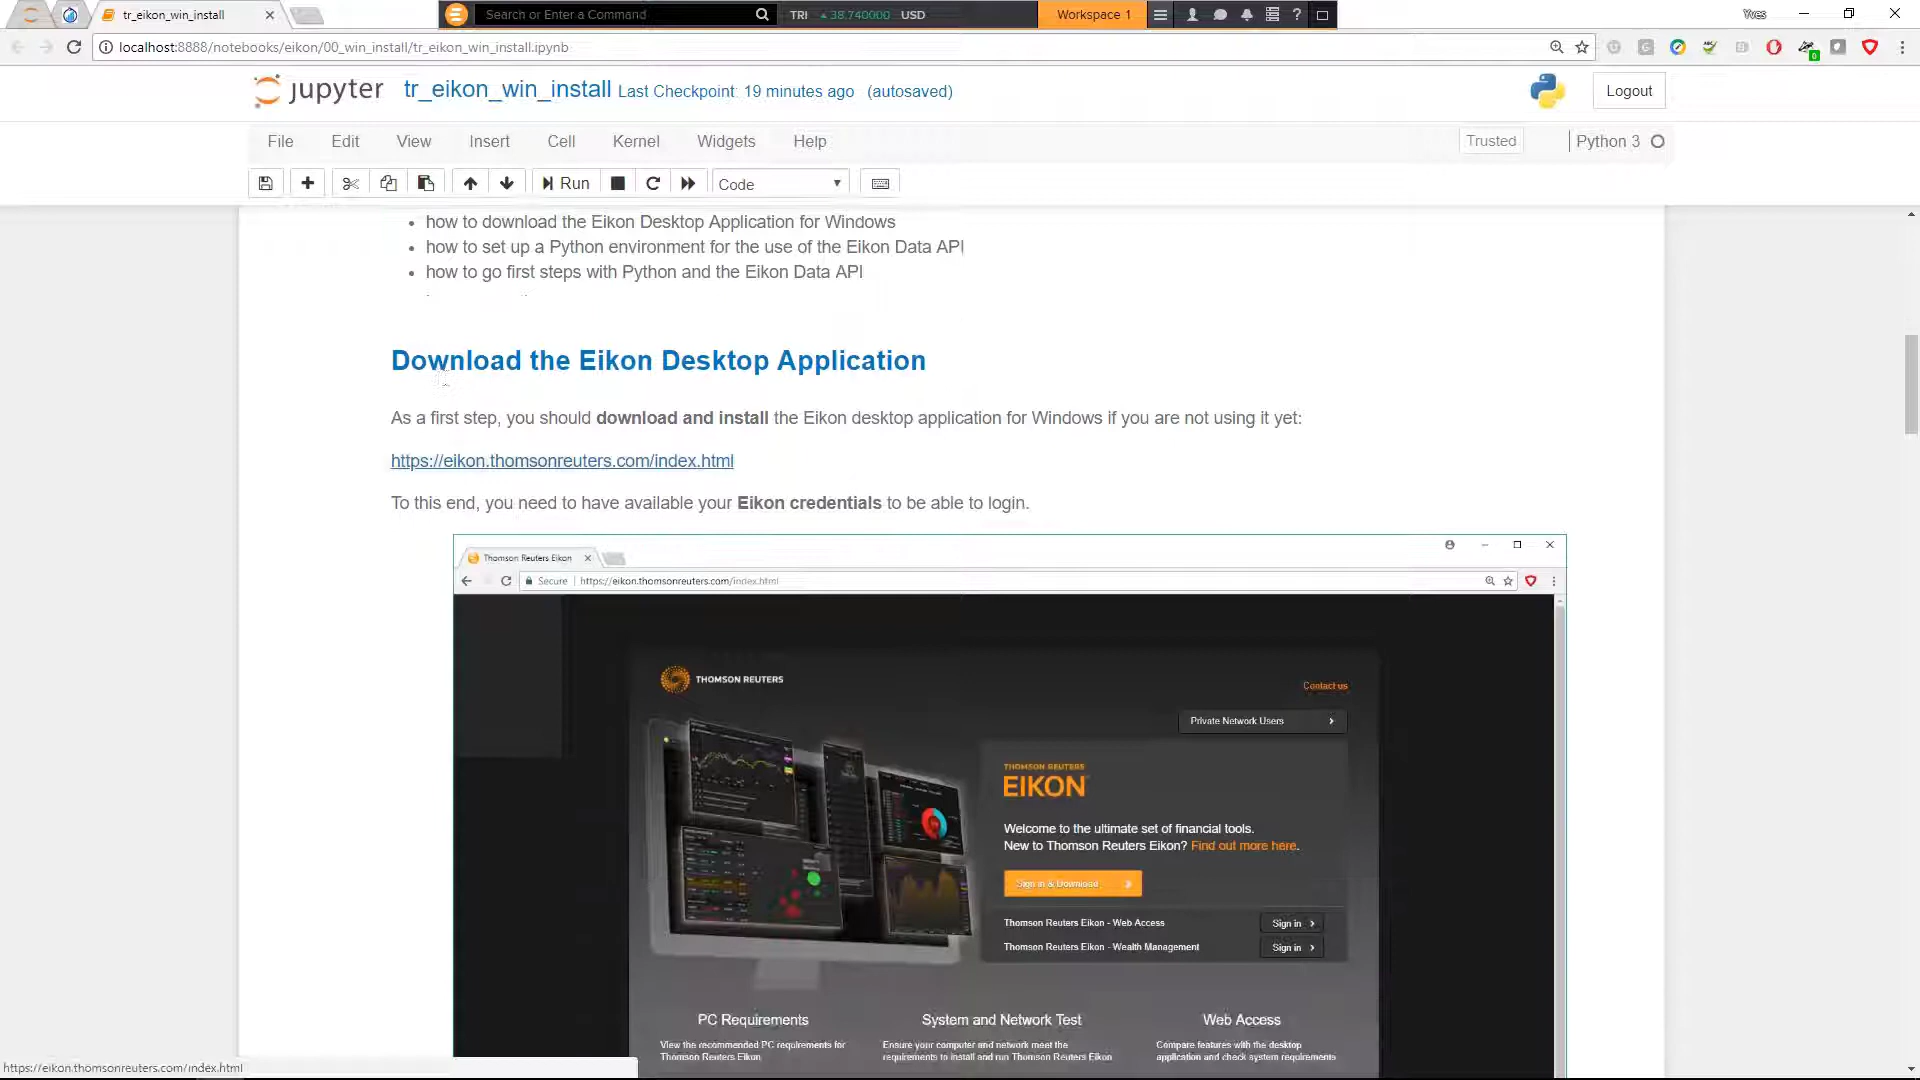 tr_eikon_win_install
Search or Enter a Command
TRI 38.740000 USD
Workspace 1
Yves
localhost:8888/notebooks/eikon/00_win_install/tr_eikon_win_install.ipynb
jupyter tr_eikon_win_install Last Checkpoint: 19 minutes ago (autosaved)
Logout
File Edit View Insert Cell Kernel Widgets Help
Trusted Python 3
Run
Code
• how to download the Eikon Desktop Application for Windows
• how to set up a Python environment for the use of the Eikon Data API
• how to go first steps with Python and the Eikon Data API
Download the Eikon Desktop Application
As a first step, you should download and install the Eikon desktop application for Windows if you are not using it yet:
https://eikon.thomsonreuters.com/index.html
To this end, you need to have available your Eikon credentials to be able to login.
Thomson Reuters Eikon
Secure https://eikon.thomsonreuters.com/index.html
THOMSON REUTERS
Contact us
Private Network Users
THOMSON REUTERS
EIKON
Welcome to the ultimate set of financial tools.
New to Thomson Reuters Eikon? Find out more here.
Sign in & Download
Thomson Reuters Eikon - Web Access Sign in
Thomson Reuters Eikon - Wealth Management Sign in
PC Requirements
View the recommended PC requirements for
Thomson Reuters Eikon
System and Network Test
Ensure your computer and network meet the
requirements to install and run Thomson Reuters Eikon
Web Access
Compare features with the desktop
application and check system requirements
https://eikon.thomsonreuters.com/index.html